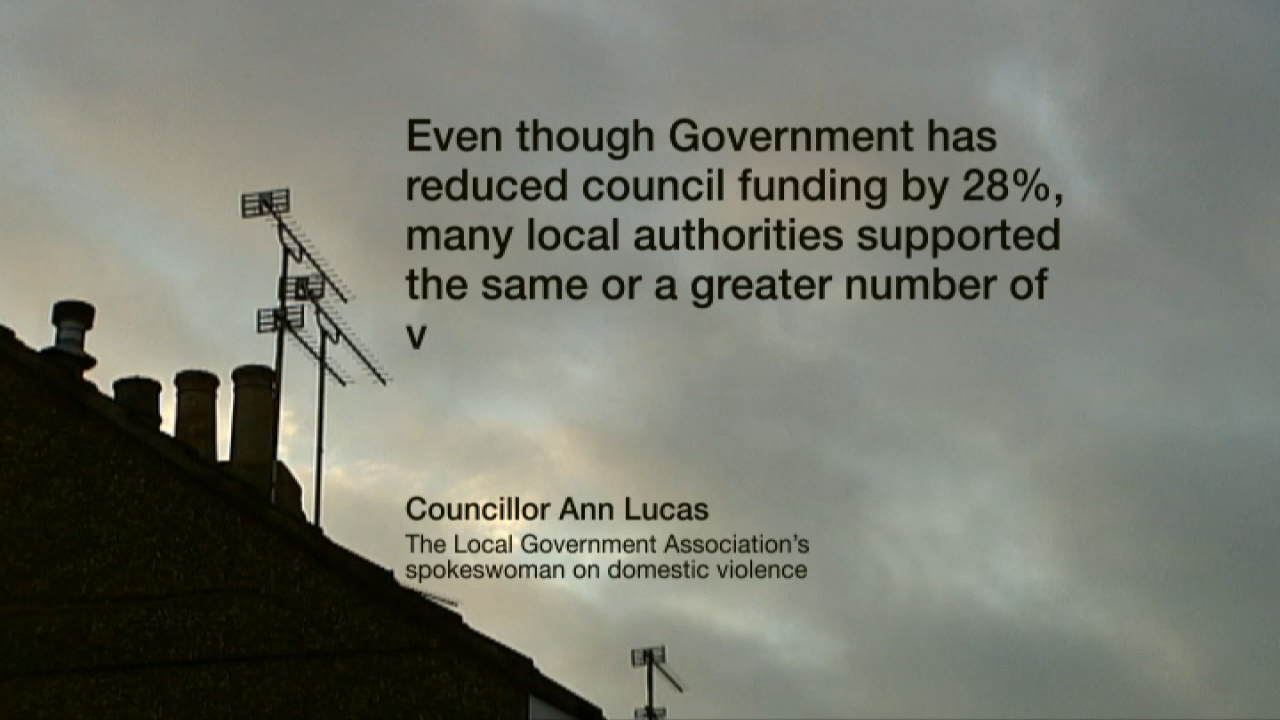 Even though Government has
reduced council funding by 28%,
many local authorities supported
the same or a greater number of
v
Councillor Ann Lucas
The Local Government Association's
spokeswoman on domestic violence